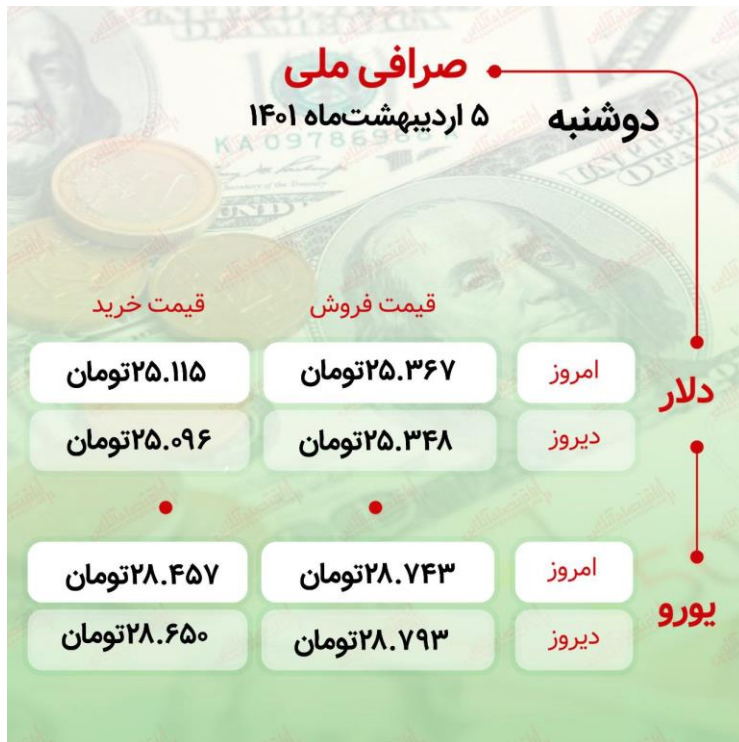 صرافی ملی
دوشنبه ۵ اردیبهشت‌ماه ۱۴۰۱
KA09786988A
قیمت فروش قیمت خرید
دلار
امروز ۲۵.۳۶۷تومان ۲۵.۱۱۵تومان
دیروز ۲۵.۳۴۸تومان ۲۵.۰۹۶تومان
یورو
امروز ۲۸.۷۴۳تومان ۲۸.۴۵۷تومان
دیروز ۲۸.۷۹۳تومان ۲۸.۶۵۰تومان